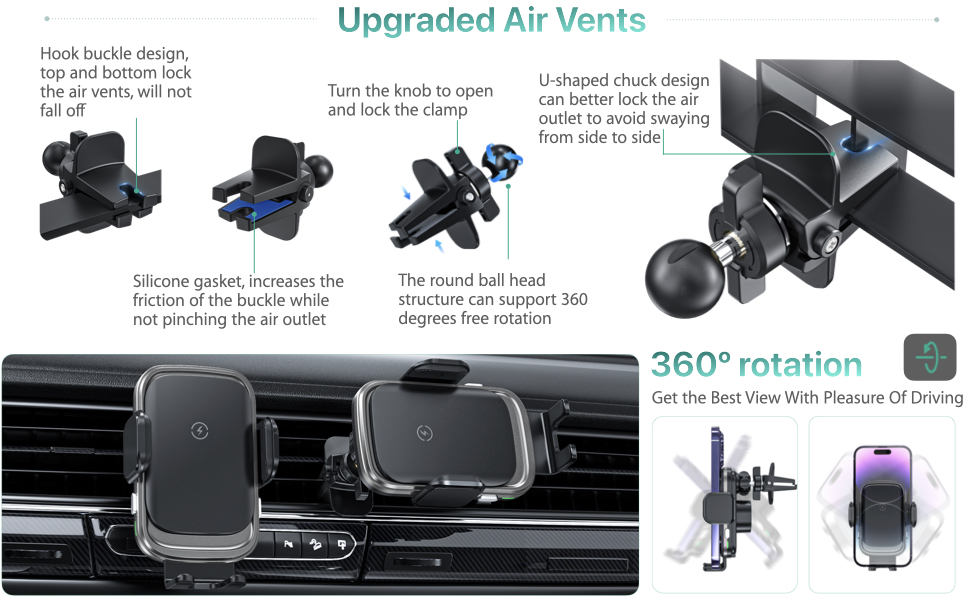 Upgraded Air Vents
Hook buckle design,
top and bottom lock
the air vents, will not
fall off
Turn the knob to open
and lock the clamp
U-shaped chuck design
can better lock the air
outlet to avoid swaying
from side to side
Silicone gasket, increases the
friction of the buckle while
not pinching the air outlet
The round ball head
structure can support 360
degrees free rotation
360° rotation
Get the Best View With Pleasure Of Driving